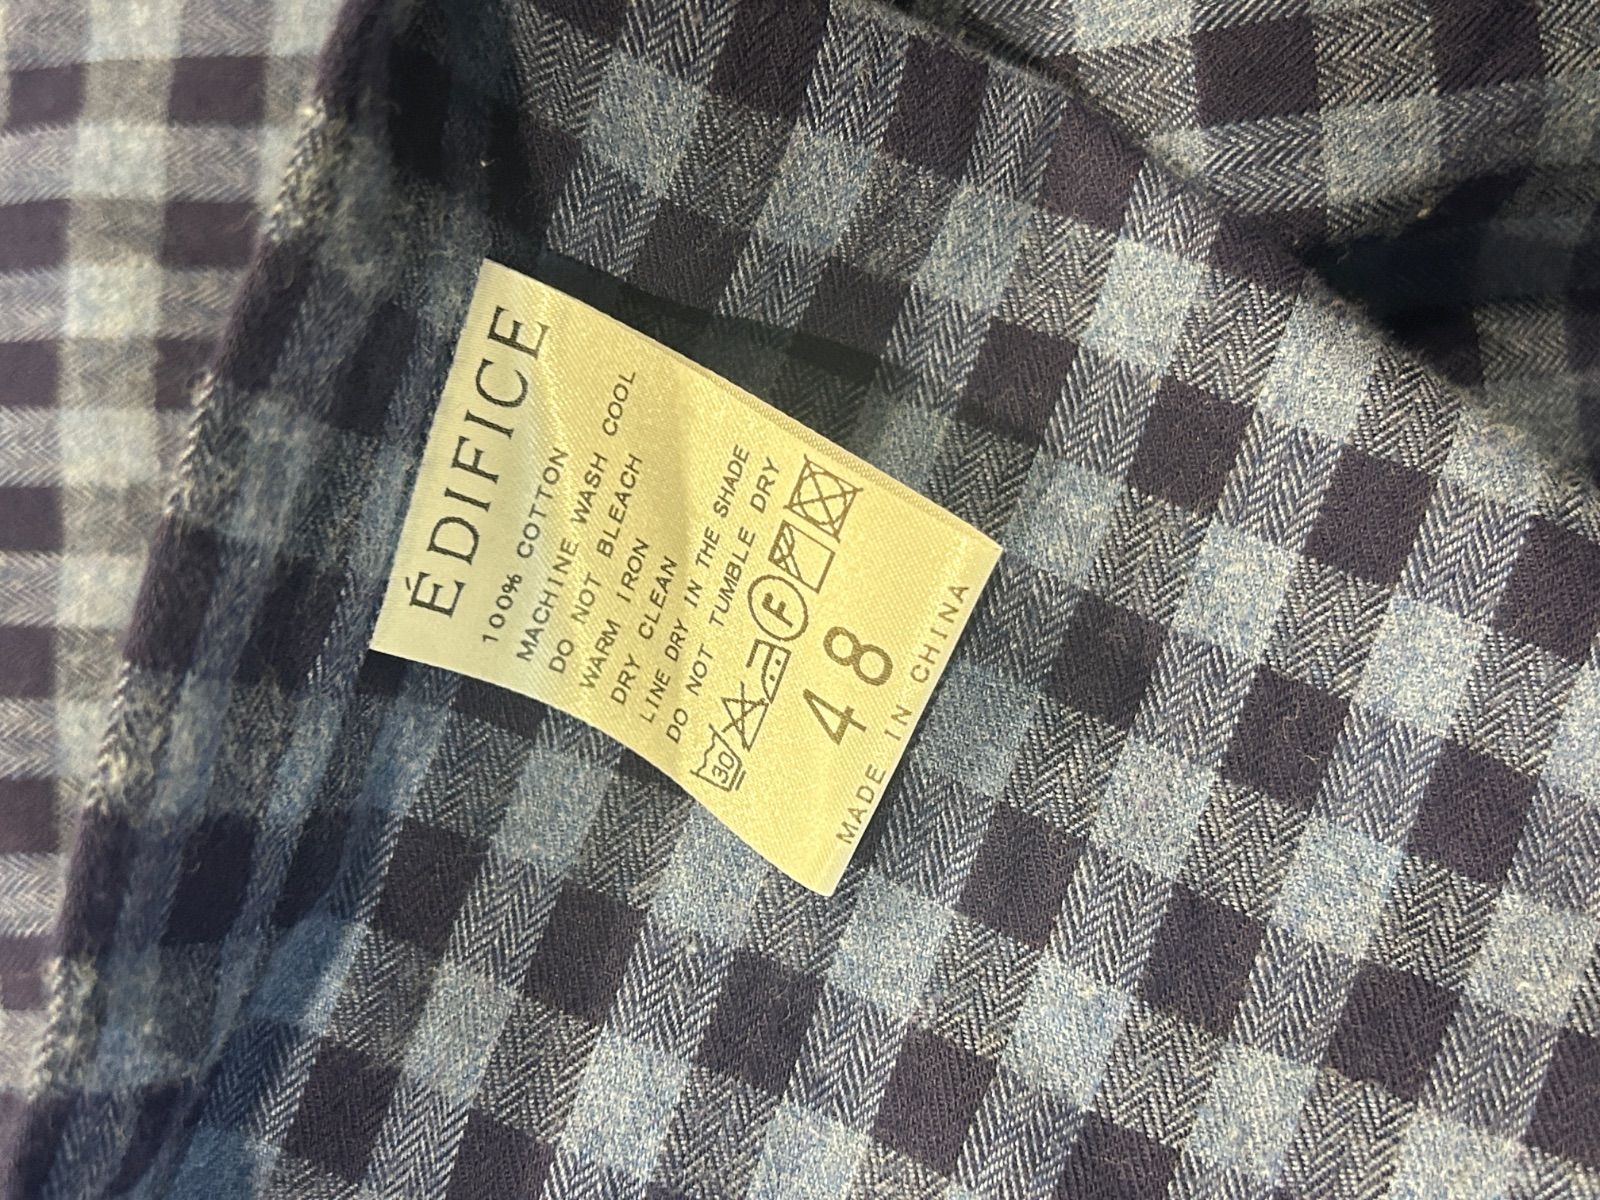 ÉDIFICE
100% COTTON
MACHINE WASH COOL
DO NOT BLEACH
WARM IRON
DRY CLEAN
LINE DRY IN THE SHADE
DO NOT TUMBLE DRY
30 F
48
MADE IN CHINA